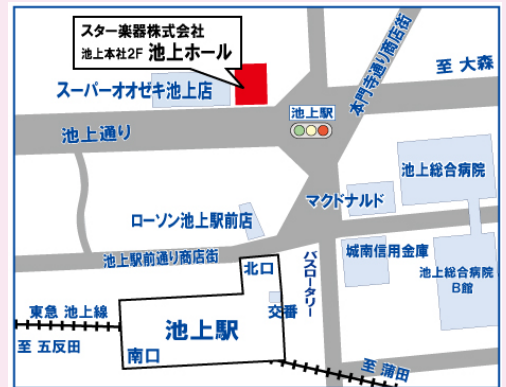 スター楽器株式会社
池上本社2F 池上ホール
至 大森
本門寺通り商店街
スーパーオオゼキ池上店
池上駅
池上通り
池上総合病院
マクドナルド
ローソン池上駅前店
城南信用金庫
池上駅前通り商店街
北口
バスロータリー
池上総合病院
B館
交番
東急 池上線
池上駅
至 五反田
南口
至 蒲田